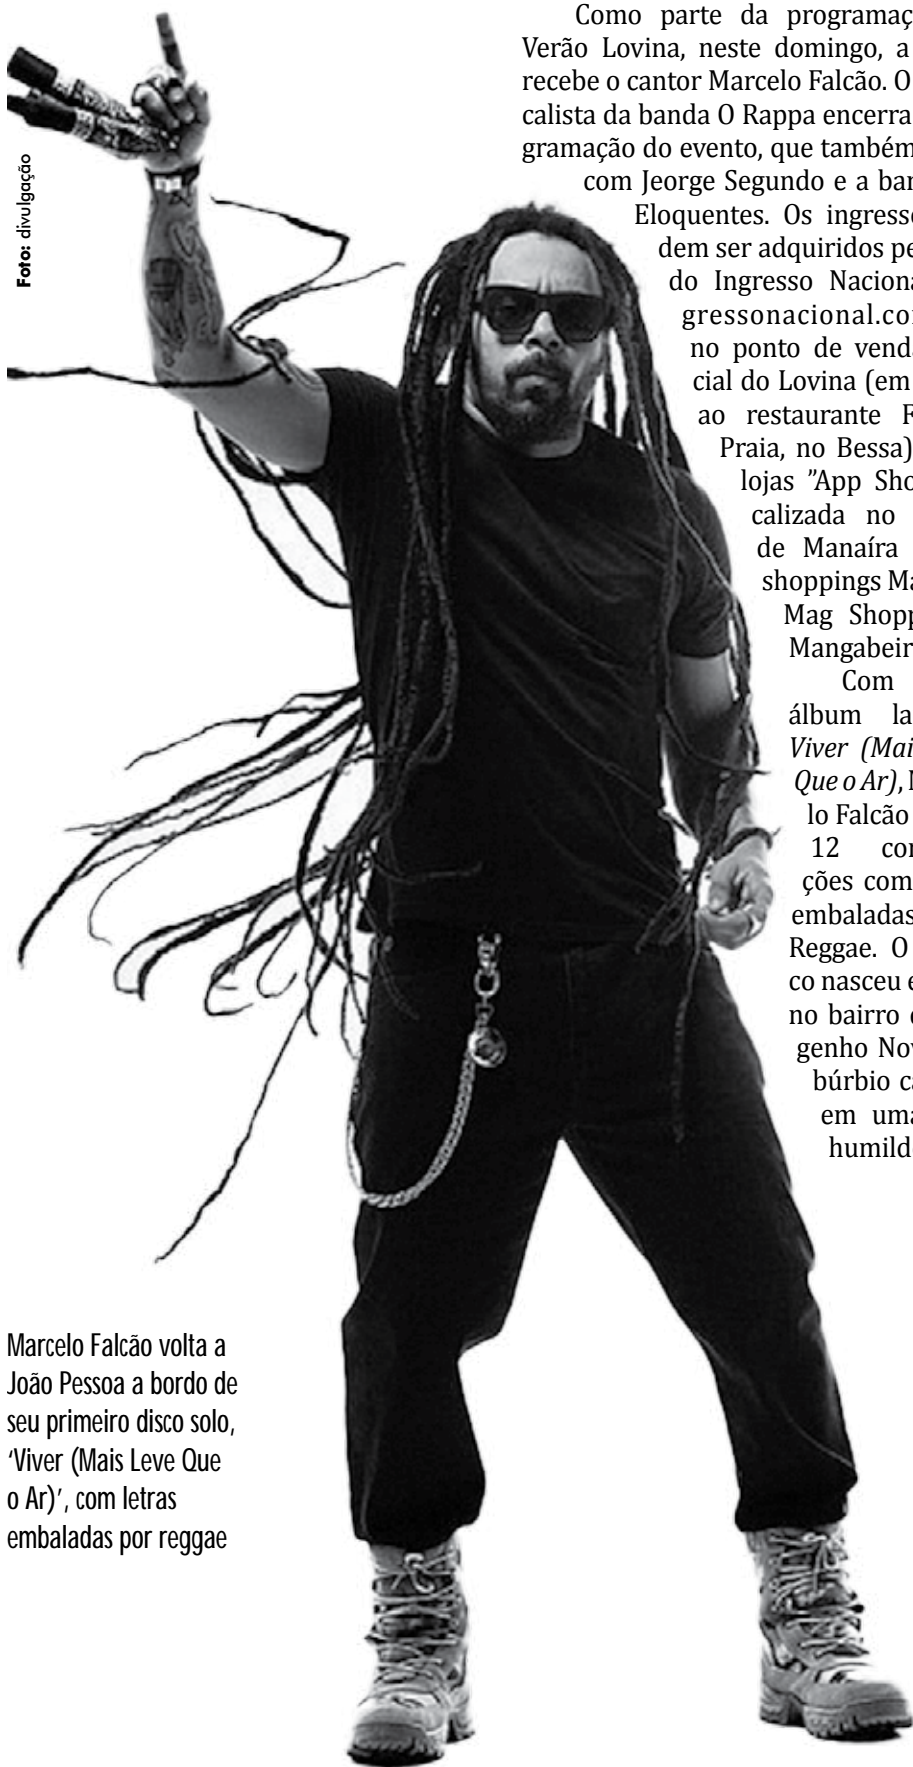 Foto: divulgação
Como parte da programaç
Verão Lovina, neste domingo, a
recebe o cantor Marcelo Falcão. O
calista da banda O Rappa encerra
gramação do evento, que também
com Jeorge Segundo e a ban
Eloquentes. Os ingresso
dem ser adquiridos pe
do Ingresso Naciona
gressonacional.co
no ponto de venda
cial do Lovina (em
ao restaurante F
Praia, no Bessa)
lojas ”App Sho
calizada no
de Manaíra
shoppings Ma
Mag Shopp
Mangabeir
Com
álbum la
Viver (Mai
Que o Ar),
lo Falcão
12 co
ções com
embaladas
Reggae. O
co nasceu e
no bairro
genho Nov
búrbio ca
em uma
humild
Marcelo Falcão volta a
João Pessoa a bordo de
seu primeiro disco solo,
‘Viver (Mais Leve Que
o Ar)’, com letras
embaladas por reggae